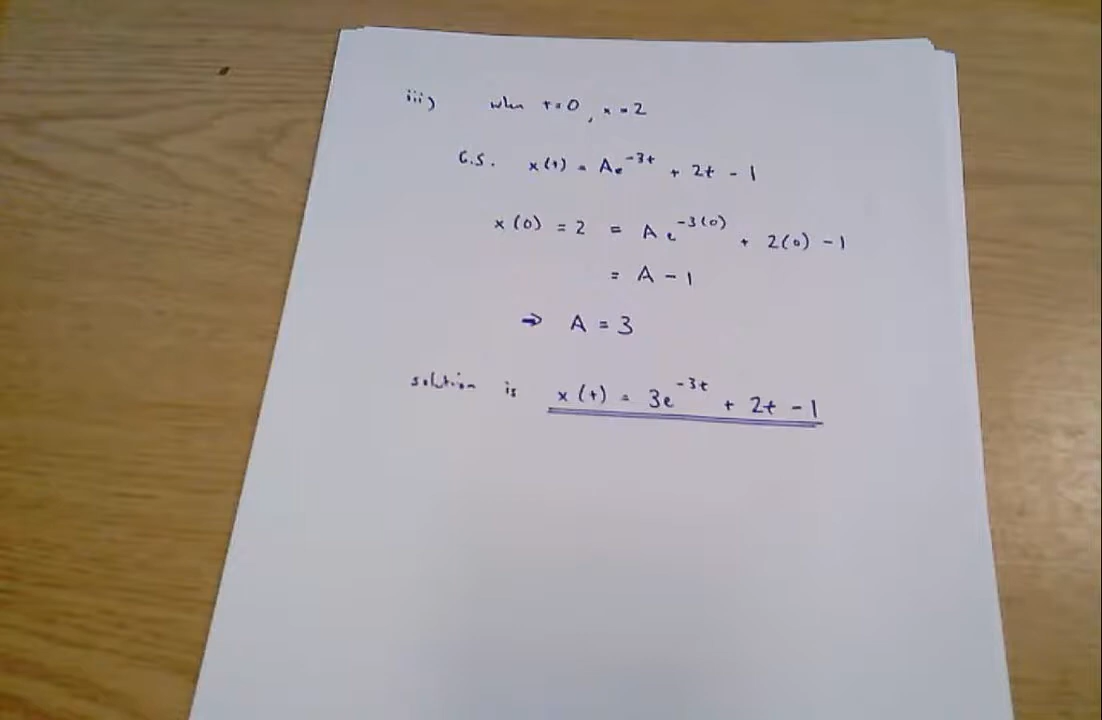 iii) when t=0, x=2
G.S. x(t) = Ae^-3t + 2t - 1
x(0) = 2 = Ae^-3(0) + 2(0) - 1
= A - 1
⇒ A = 3
solution is x(t) = 3e^-3t + 2t - 1